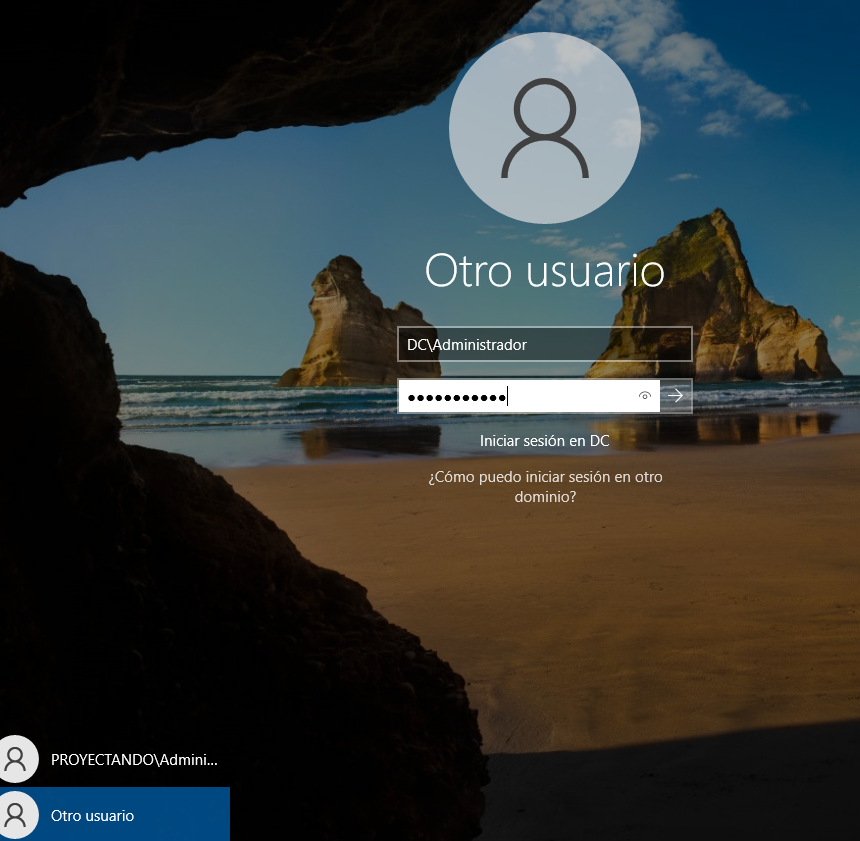 Otro usuario
DC\Administrador
Iniciar sesión en DC
¿Cómo puedo iniciar sesión en otro
dominio?
PROYECTANDO\Admini...
Otro usuario